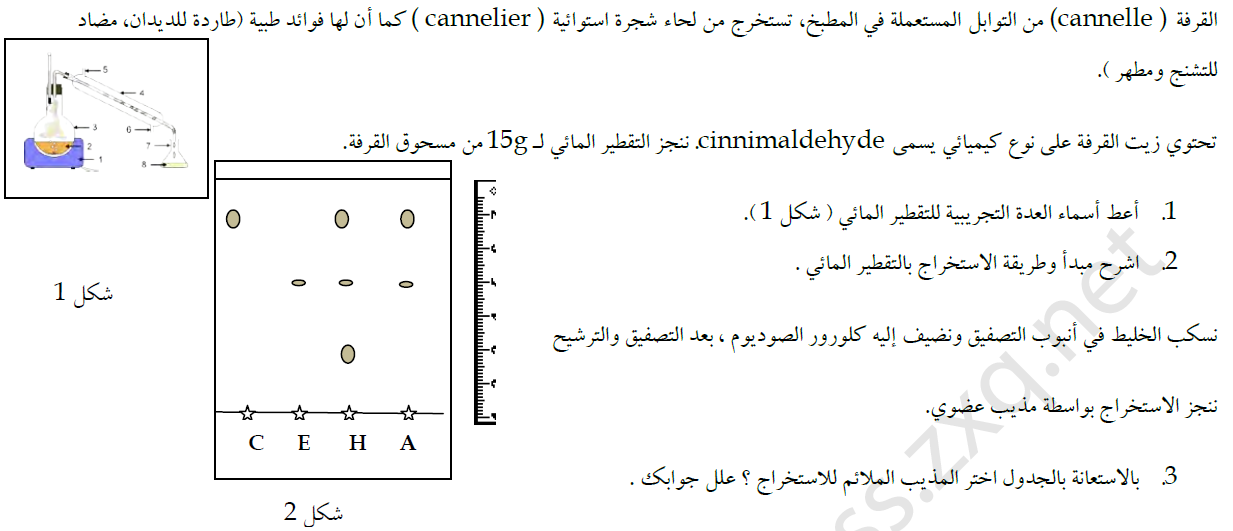 القرفة ( cannelle) من التوابل المستعملة في المطبخ، تستخرج من لحاء شجرة استوائية ( cannelier ) كما أن لها فوائد طبية (طاردة للديدان، مضاد
للتشنج ومطهر ).
تحتوي زيت القرفة على نوع كيميائي يسمى cinnimaldehyde. ننجز التقطير المائي لـ 15g من مسحوق القرفة.
1. أعط أسماء العدة التجريبية للتقطير المائي ( شكل 1 ).
2. اشرح مبدأ وطريقة الاستخراج بالتقطير المائي .
نسكب الخليط في أنبوب التصفيق ونضيف إليه كلورور الصوديوم ، بعد التصفيق والترشيح
ننجز الاستخراج بواسطة مذيب عضوي.
3. بالاستعانة بالجدول اختر المذيب الملائم للاستخراج ؟ علل جوابك .
5
4
3
6
2
7
1
8
شكل 1
C E H A
شكل 2
ss.zxq.net